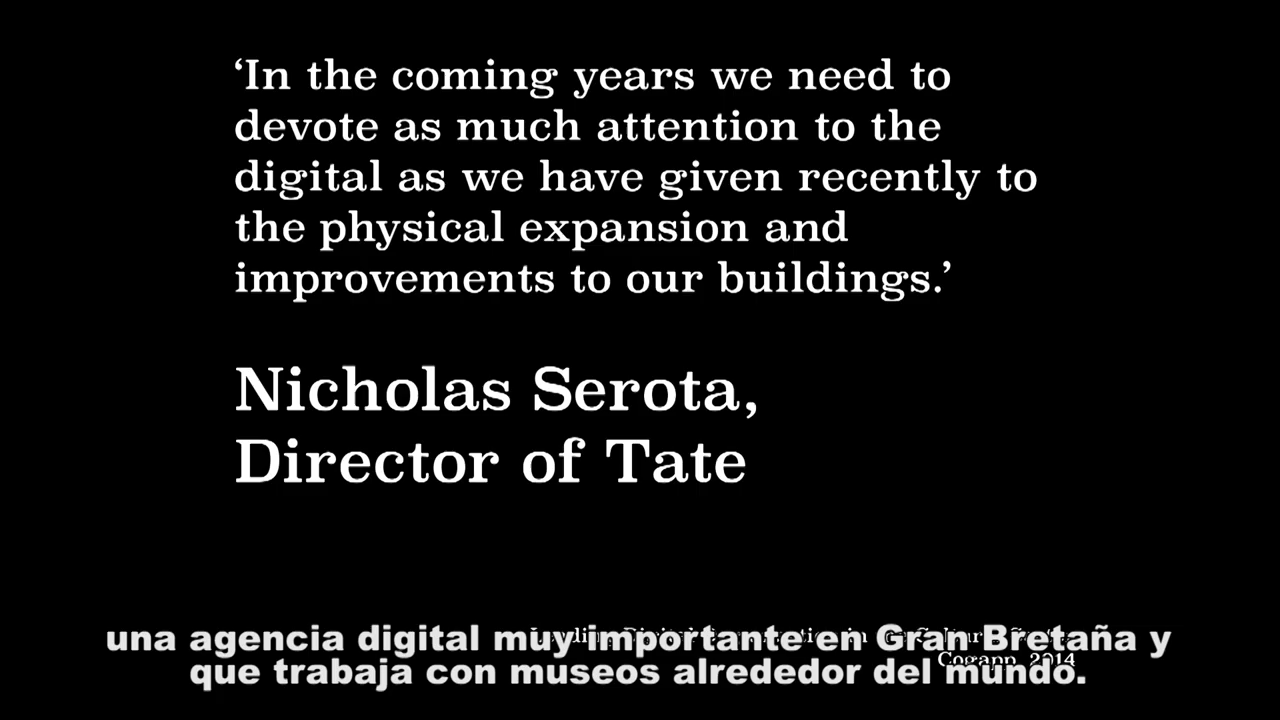 ‘In the coming years we need to
devote as much attention to the
digital as we have given recently to
the physical expansion and
improvements to our buildings.’
Nicholas Serota,
Director of Tate
una agencia digital muy importante en Gran Bretaña y
que trabaja con museos alrededor del mundo.
Cogapp, 2014